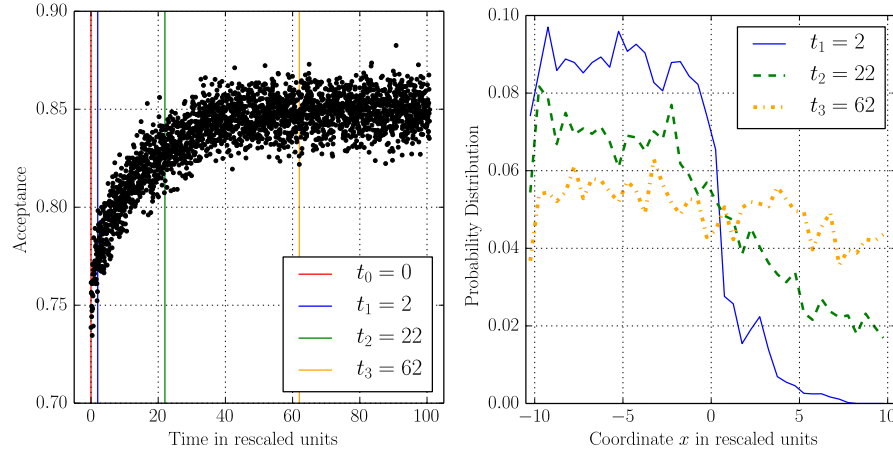 0.90
0.85
0.80
0.75
0.70
Acceptance
0 20 40 60 80 100
Time in rescaled units
t₀ = 0
t₁ = 2
t₂ = 22
t₃ = 62
0.10
0.08
0.06
0.04
0.02
0.00
Probability Distribution
−10 −5 0 5 10
Coordinate x in rescaled units
t₁ = 2
t₂ = 22
t₃ = 62